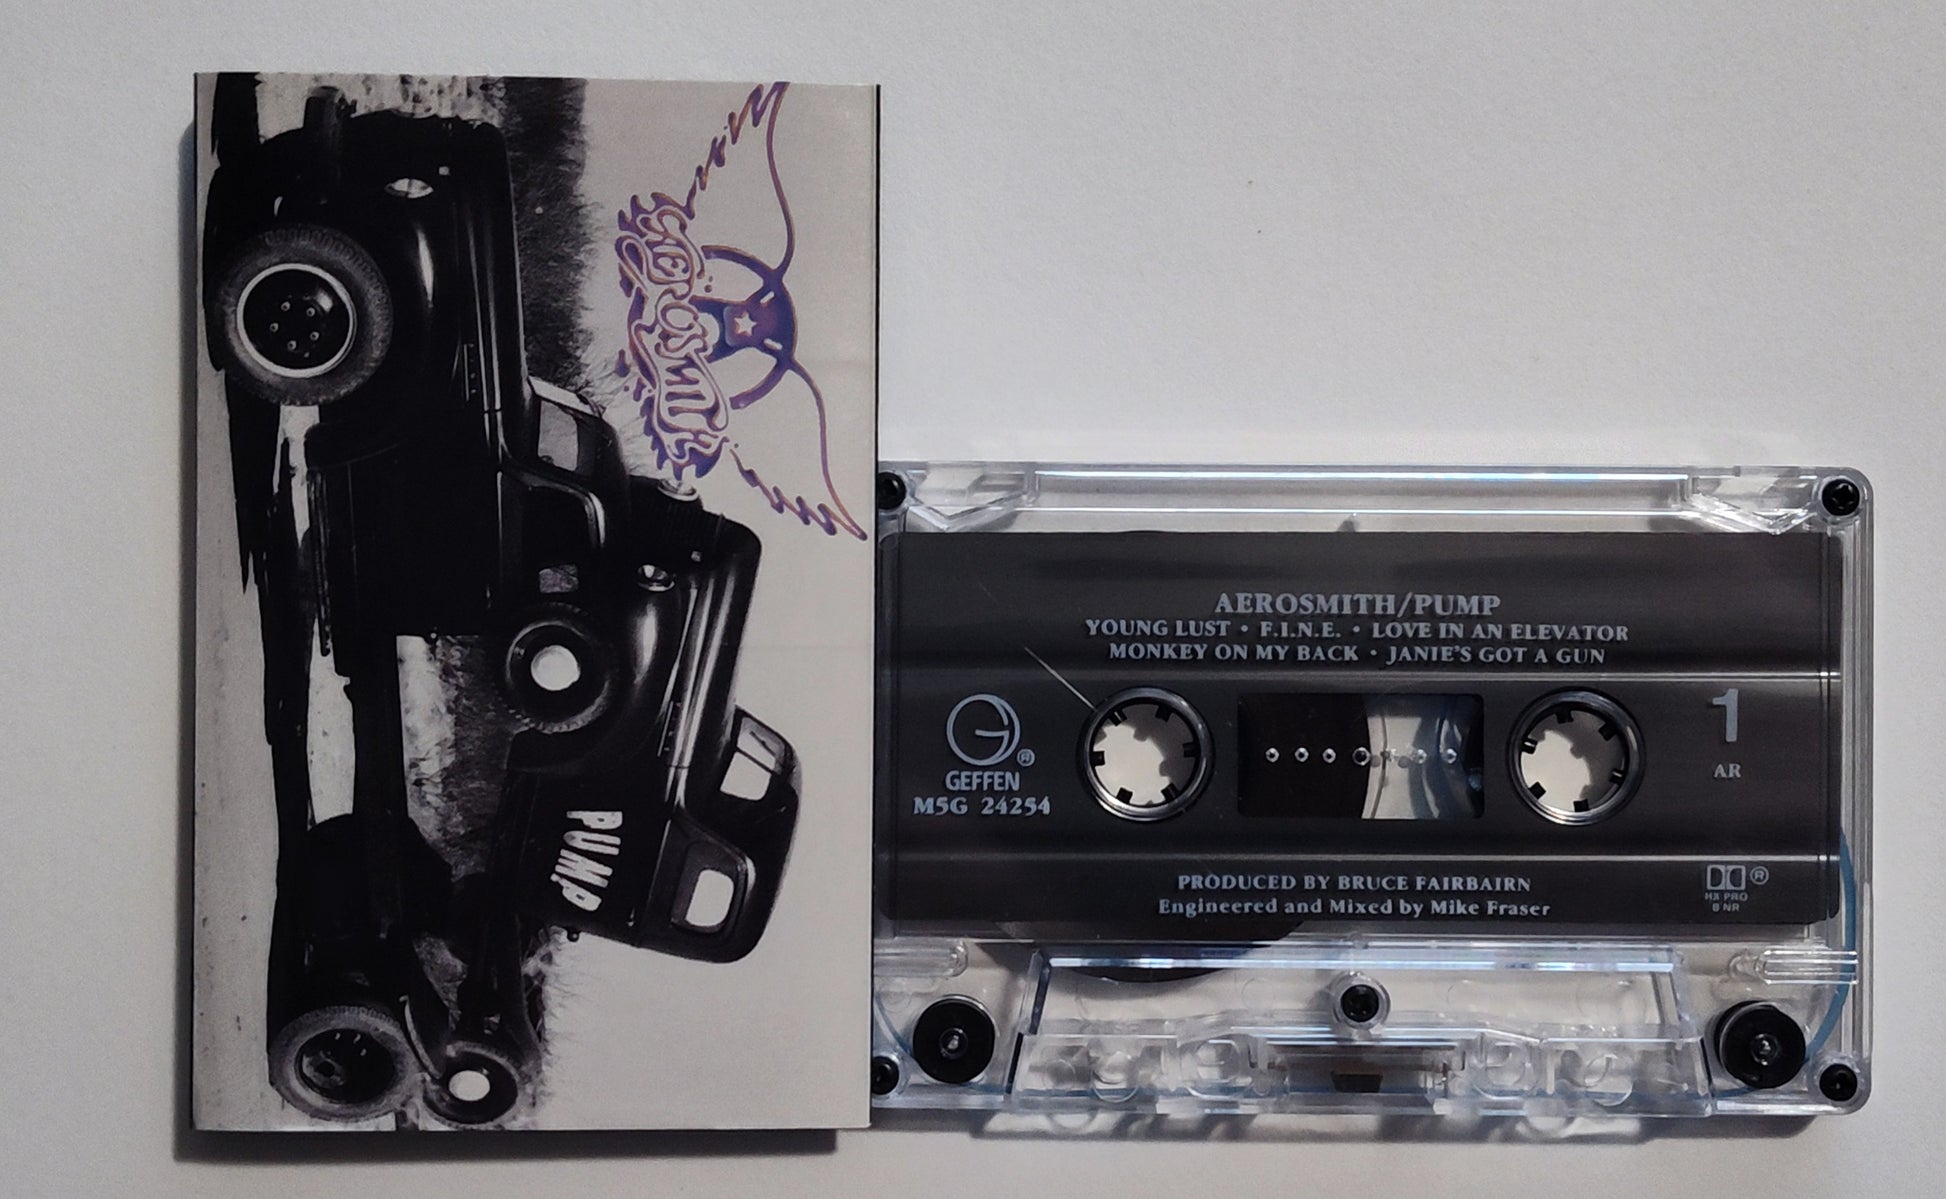 AEROSMITH
PUMP
AEROSMITH/PUMP
YOUNG LUST • F.I.N.E. • LOVE IN AN ELEVATOR
MONKEY ON MY BACK • JANIE'S GOT A GUN
G®
GEFFEN
M5G 24254
1
AR
PRODUCED BY BRUCE FAIRBAIRN
Engineered and Mixed by Mike Fraser
®
HX PRO
B NR